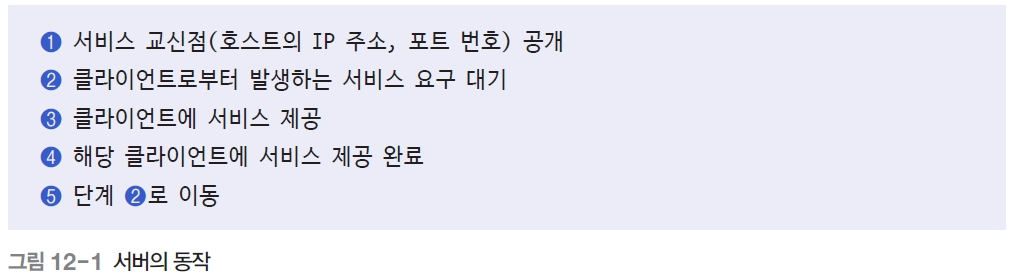 ❶ 서비스 교신점(호스트의 IP 주소, 포트 번호) 공개
❷ 클라이언트로부터 발생하는 서비스 요구 대기
❸ 클라이언트에 서비스 제공
❹ 해당 클라이언트에 서비스 제공 완료
❺ 단계 ❷로 이동
그림 12-1 서버의 동작